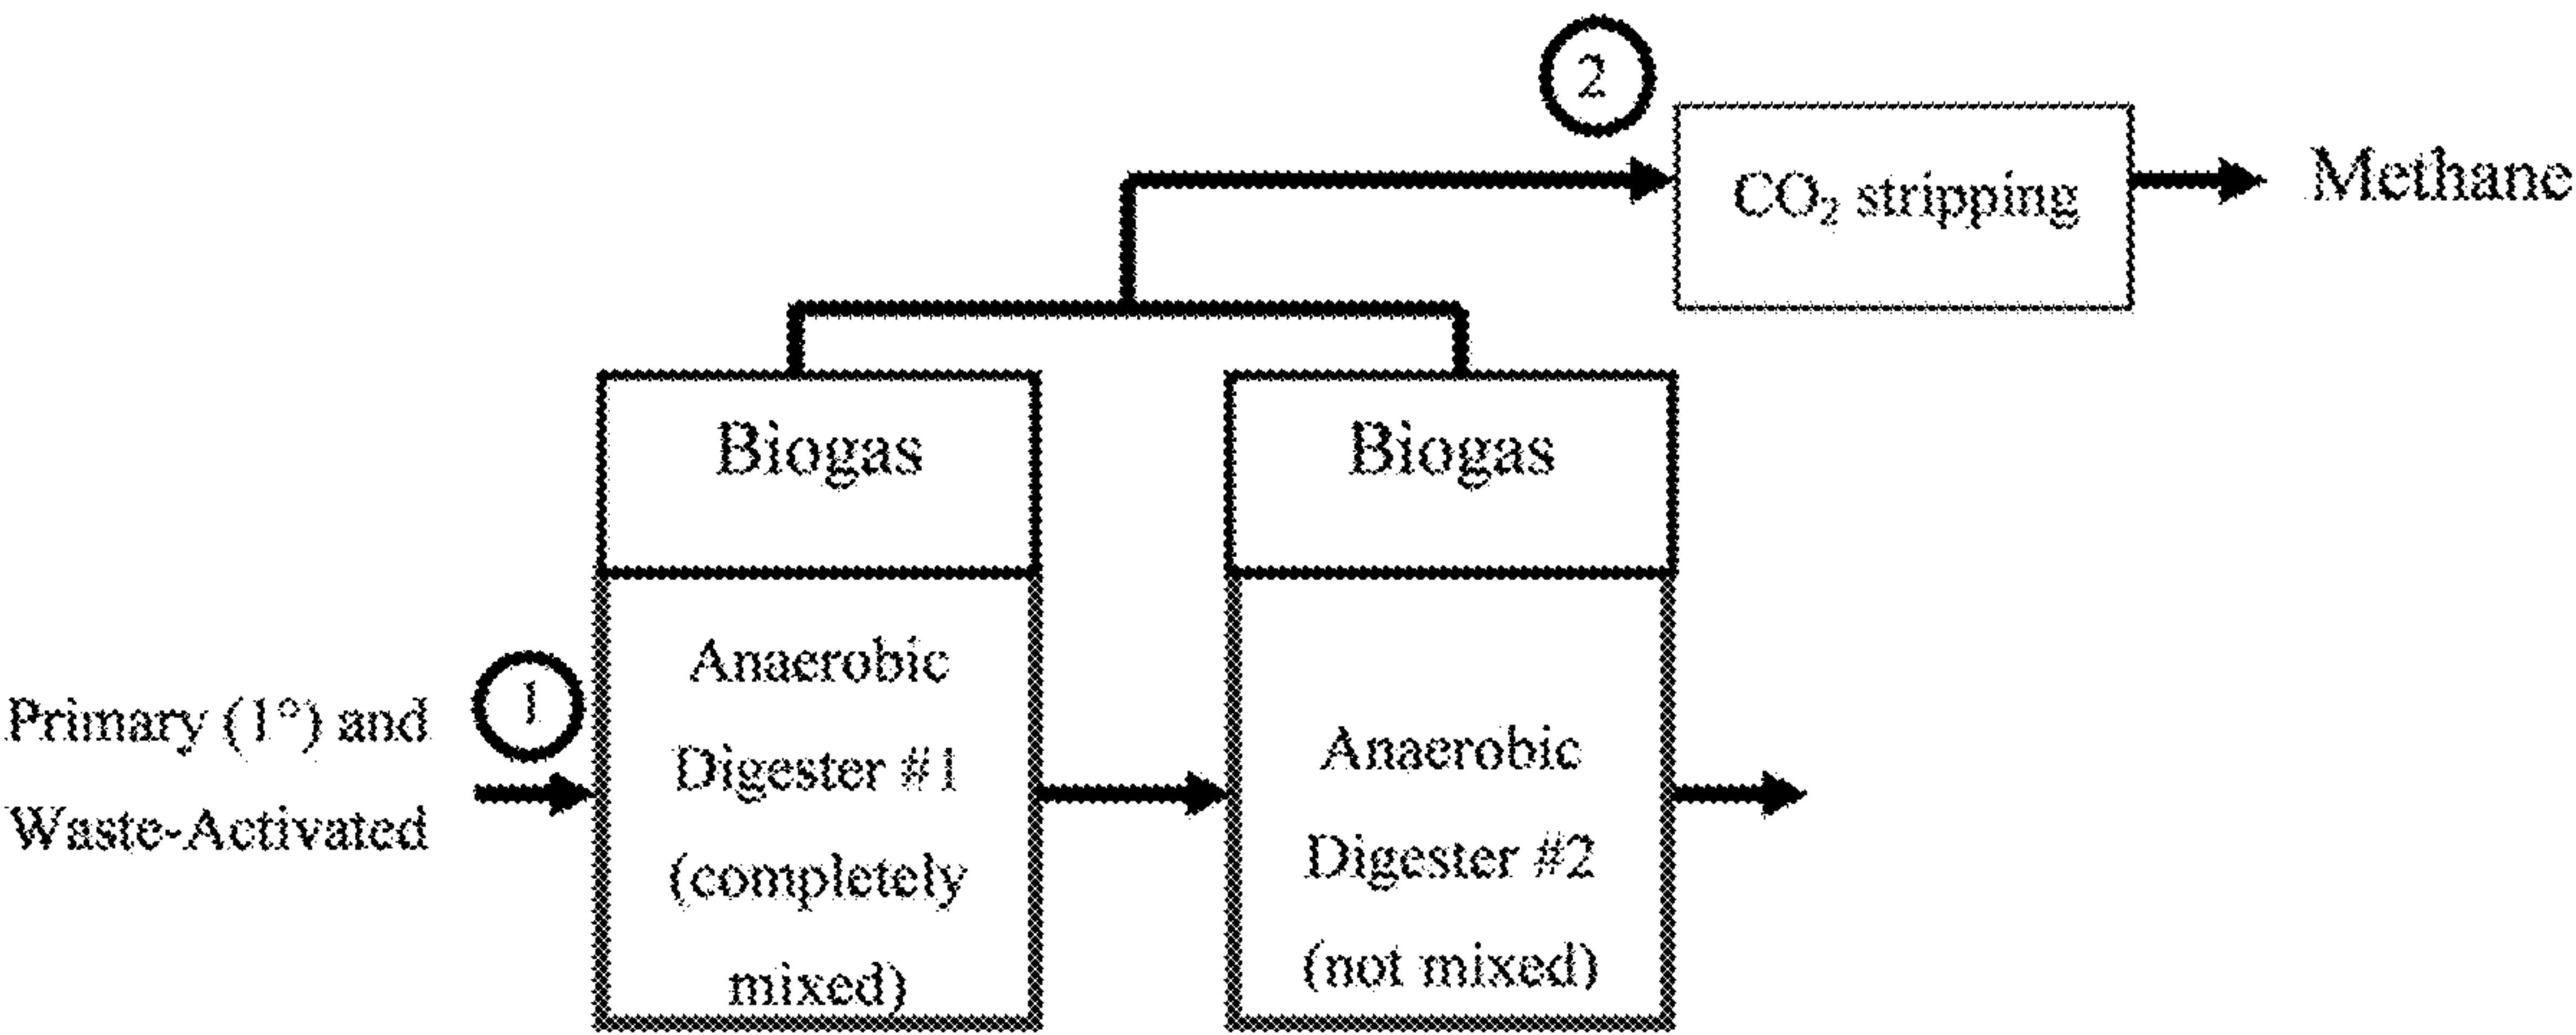 2
CO₂ stripping
Methane
Biogas
Biogas
1
Primary (1°) and
Waste-Activated
Anaerobic
Digester #1
(completely
mixed)
Anaerobic
Digester #2
(not mixed)